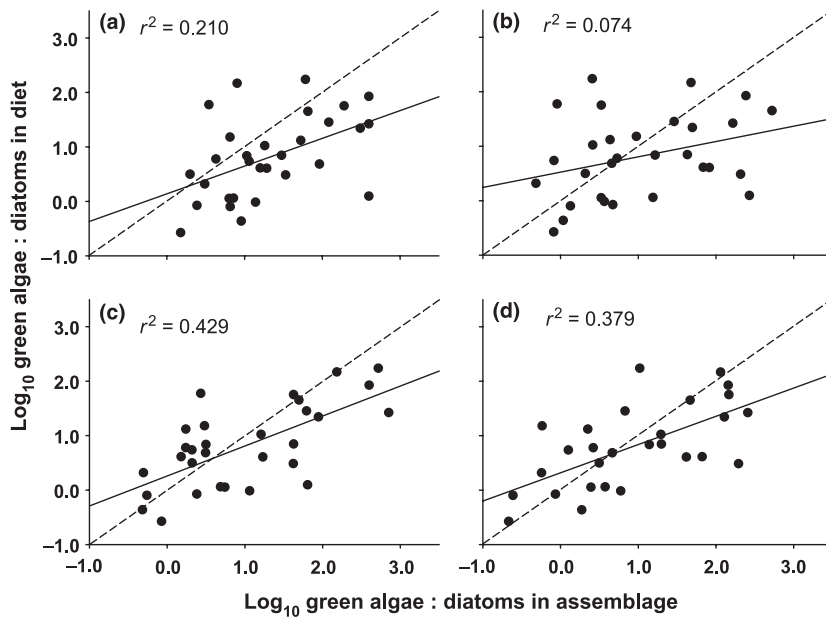 (a) r² = 0.210
(b) r² = 0.074
3.0
2.0
1.0
0.0
–1.0
(c) r² = 0.429
(d) r² = 0.379
3.0
2.0
1.0
0.0
–1.0
–1.0 0.0 1.0 2.0 3.0
–1.0 0.0 1.0 2.0 3.0
Log₁₀ green algae : diatoms in diet
Log₁₀ green algae : diatoms in assemblage